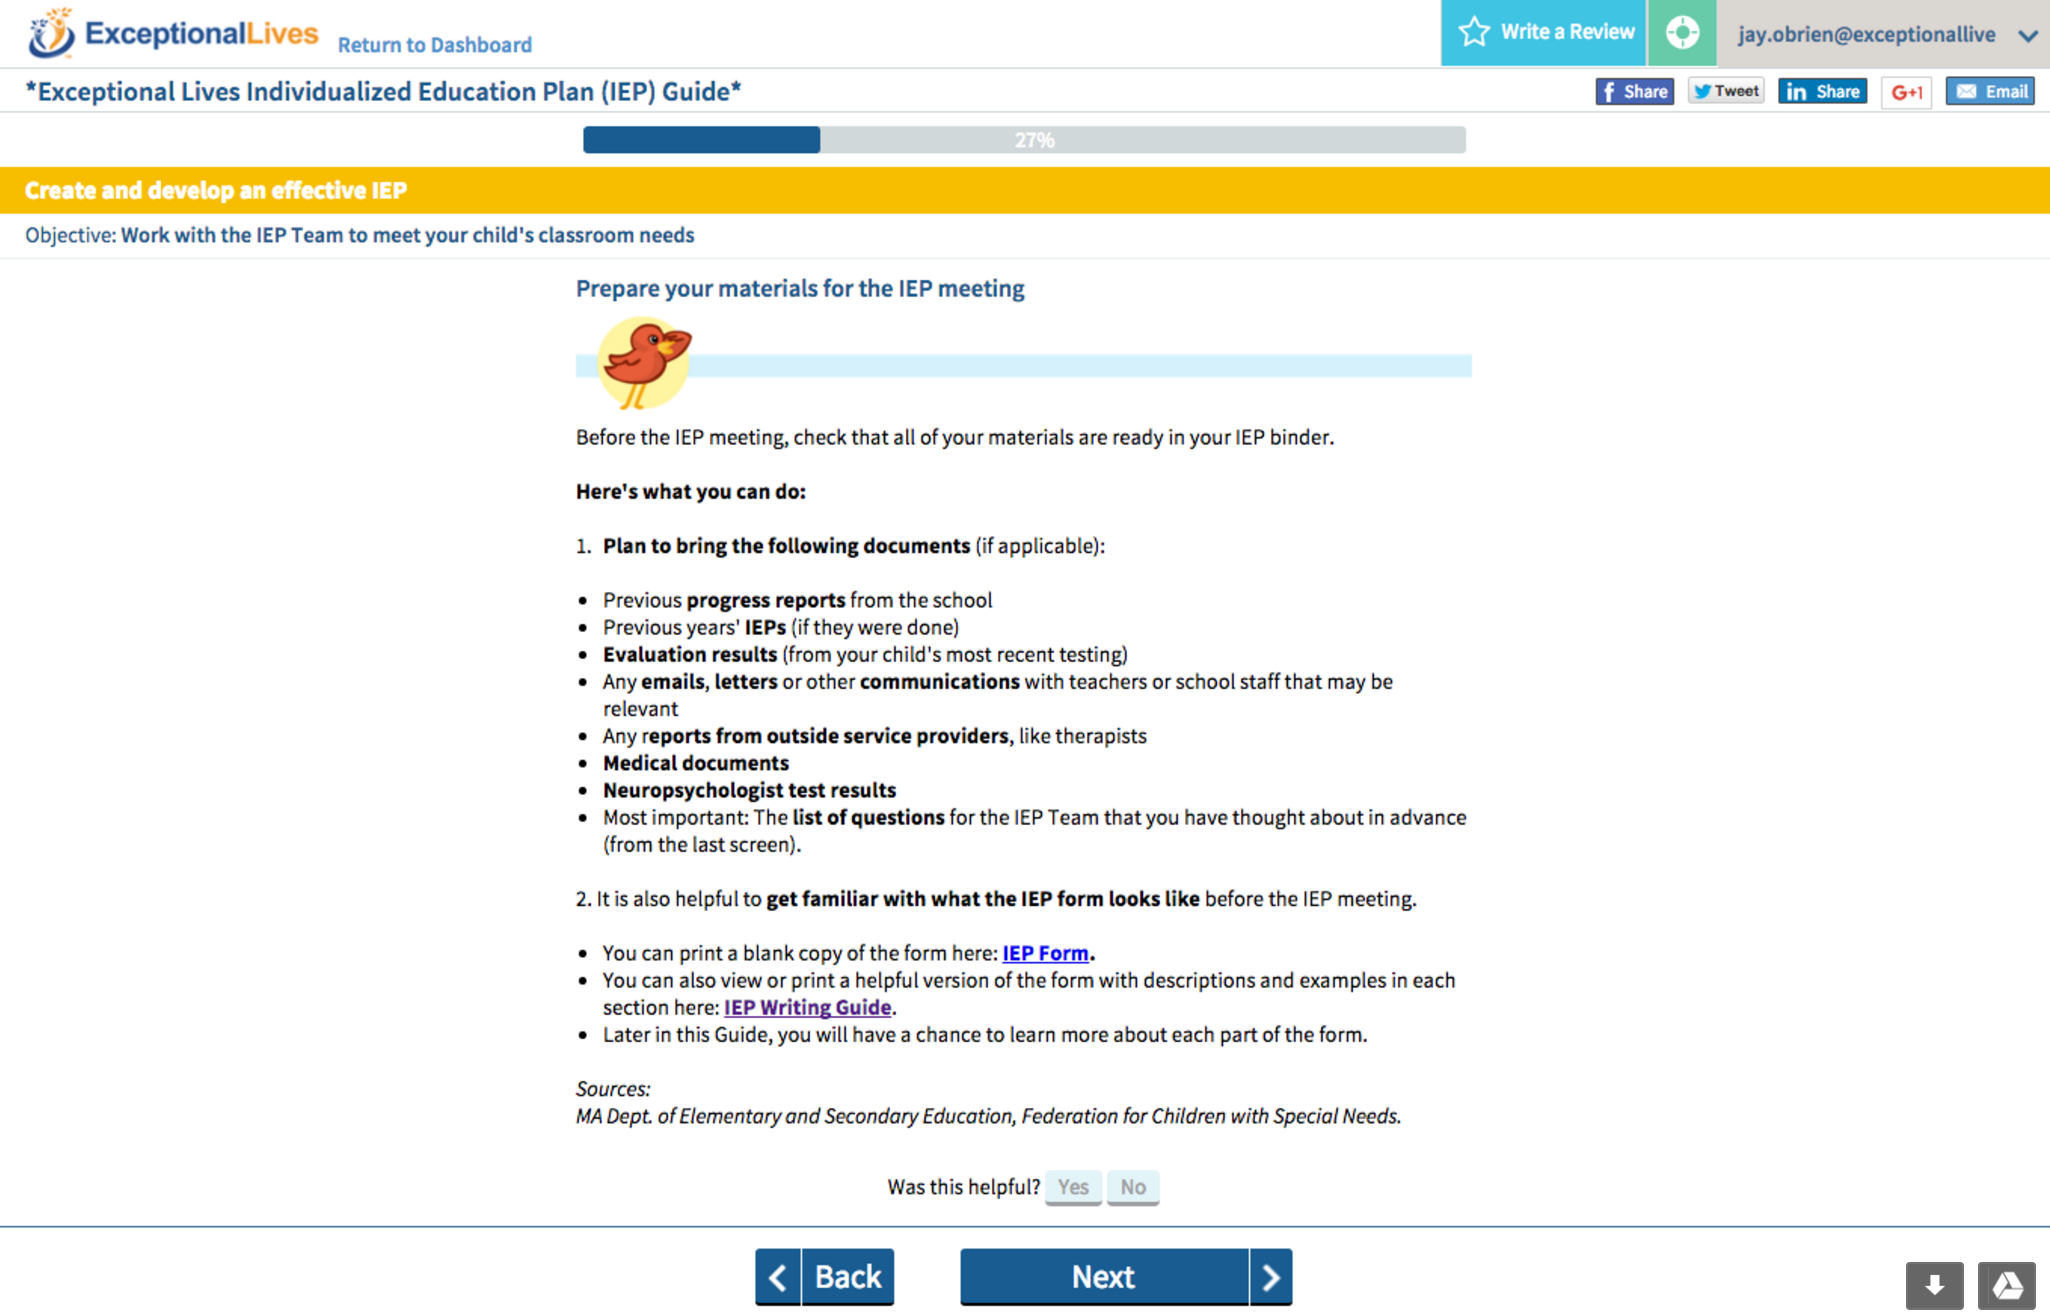 ExceptionalLives Return to Dashboard
Write a Review
jay.obrien@exceptionallive
*Exceptional Lives Individualized Education Plan (IEP) Guide*
f Share
Tweet
in Share
G+1
Email
27%
Create and develop an effective IEP
Objective: Work with the IEP Team to meet your child's classroom needs
Prepare your materials for the IEP meeting
Before the IEP meeting, check that all of your materials are ready in your IEP binder.
Here's what you can do:
1. Plan to bring the following documents (if applicable):
• Previous progress reports from the school
• Previous years' IEPs (if they were done)
• Evaluation results (from your child's most recent testing)
• Any emails, letters or other communications with teachers or school staff that may be
relevant
• Any reports from outside service providers, like therapists
• Medical documents
• Neuropsychologist test results
• Most important: The list of questions for the IEP Team that you have thought about in advance
(from the last screen).
2. It is also helpful to get familiar with what the IEP form looks like before the IEP meeting.
• You can print a blank copy of the form here: IEP Form.
• You can also view or print a helpful version of the form with descriptions and examples in each
section here: IEP Writing Guide.
• Later in this Guide, you will have a chance to learn more about each part of the form.
Sources:
MA Dept. of Elementary and Secondary Education, Federation for Children with Special Needs.
Was this helpful? Yes No
Back
Next